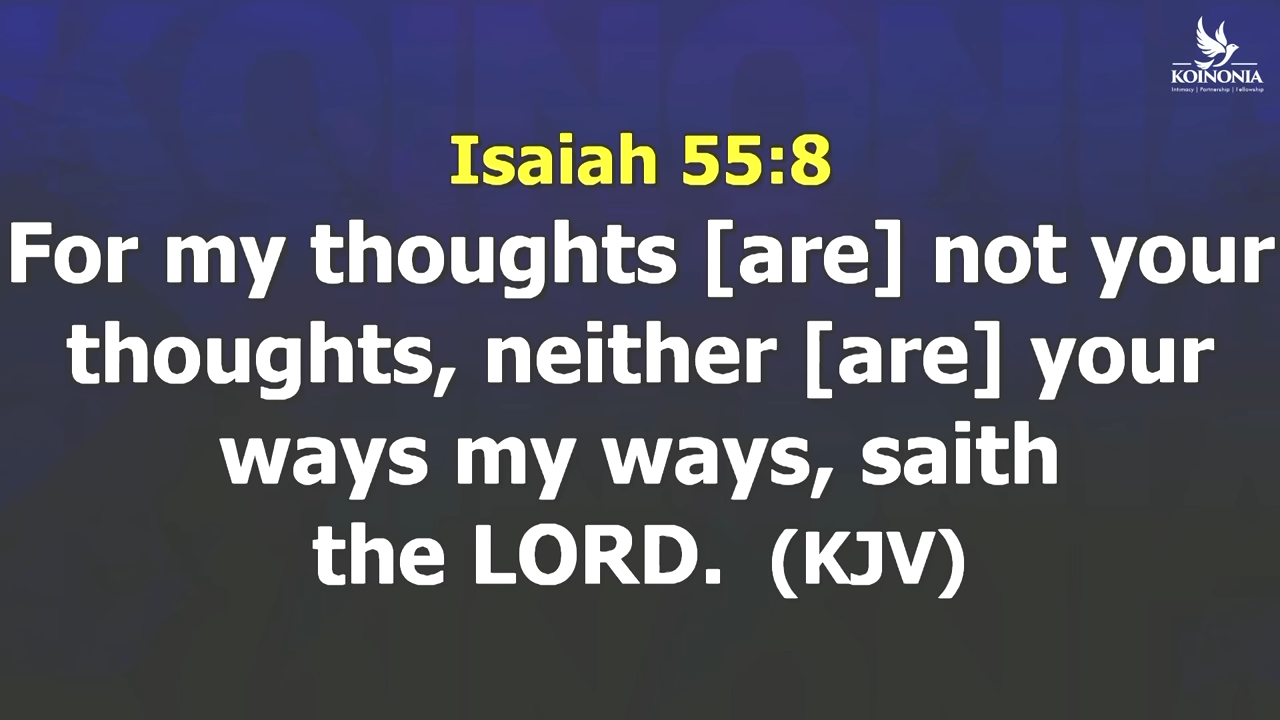 KOINONIA
Intimacy | Partnership | Fellowship
Isaiah 55:8
For my thoughts [are] not your
thoughts, neither [are] your
ways my ways, saith
the LORD. (KJV)